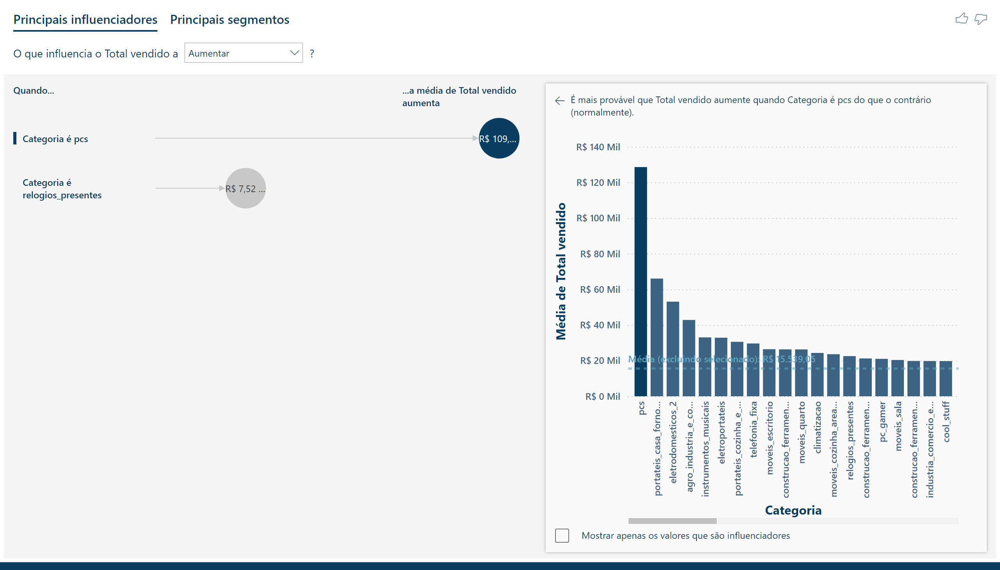 Principais influenciadores
Principais segmentos
O que influencia o Total vendido a
Aumentar
?
Quando...
...a média de Total vendido
aumenta
Categoria é pcs
R$ 109,...
Categoria é
relogios_presentes
R$ 7,52 ...
É mais provável que Total vendido aumente quando Categoria é pcs do que o contrário
(normalmente).
Média de Total vendido
R$ 140 Mil
R$ 120 Mil
R$ 100 Mil
R$ 80 Mil
R$ 60 Mil
R$ 40 Mil
R$ 20 Mil
R$ 0 Mil
Média (excluindo selecionado): R$ 15.539,05
pcs
portateis_casa_forno...
eletrodomesticos_2
agro_industria_e_co...
instrumentos_musicais
eletroportateis
portateis_cozinha_e_...
telefonia_fixa
moveis_escritorio
construcao_ferramen...
moveis_quarto
climatizacao
moveis_cozinha_area...
relogios_presentes
construcao_ferramen...
pc_gamer
moveis_sala
construcao_ferramen...
industria_comercio_e...
cool_stuff
Categoria
Mostrar apenas os valores que são influenciadores